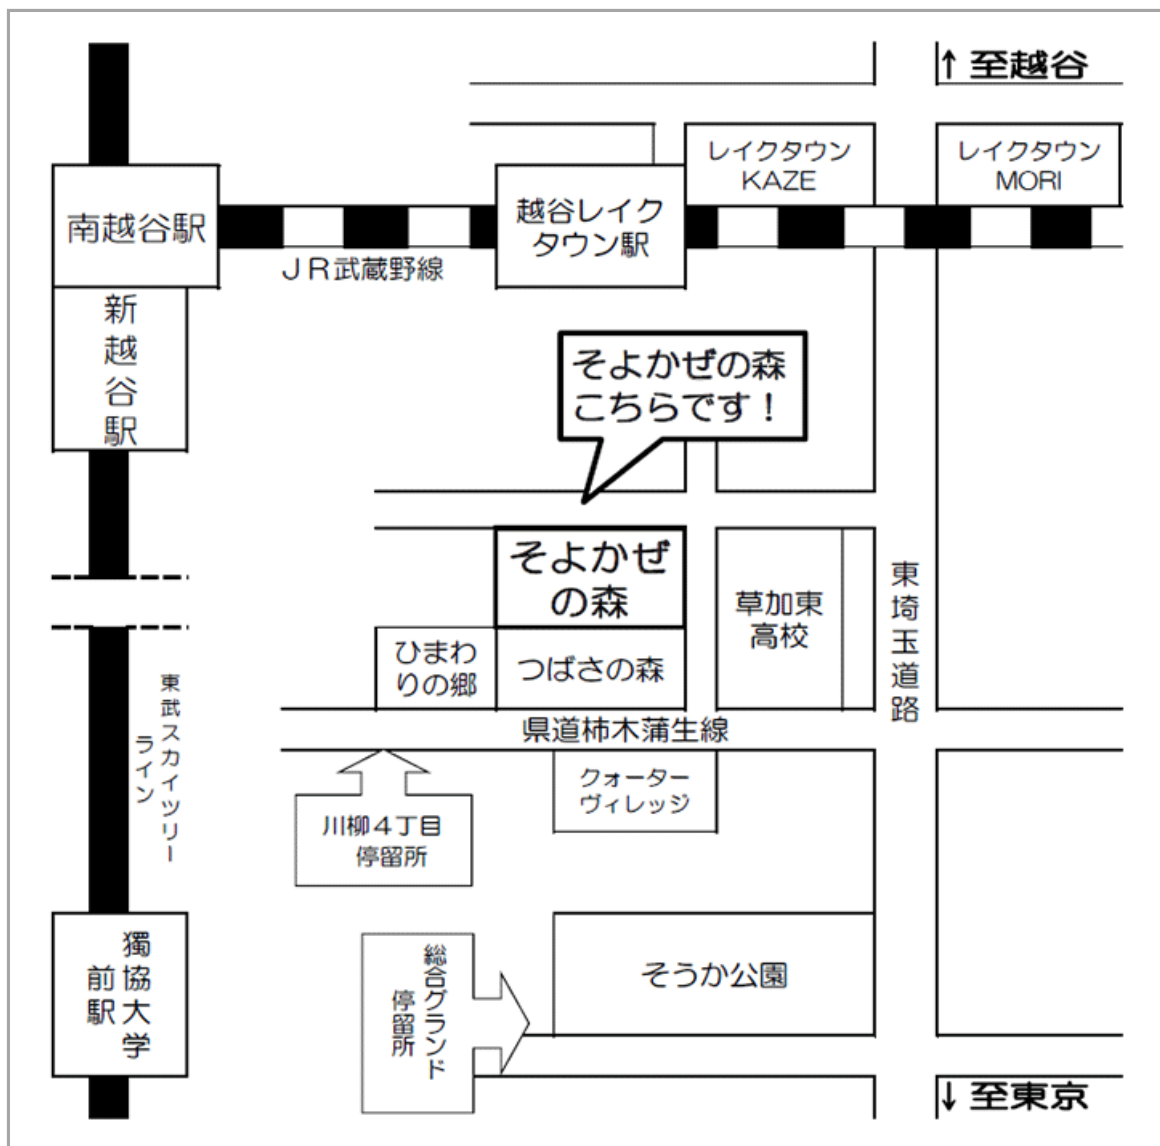 ↑ 至越谷
レイクタウン
KAZE
レイクタウン
MORI
南越谷駅
越谷レイク
タウン駅
ＪＲ武蔵野線
新越谷駅
そよかぜの森
こちらです！
そよかぜ
の森
草加東
高校
東埼玉道路
ひまわ
りの郷
つばさの森
県道柿木蒲生線
東武スカイツリー
ライン
クォーター
ヴィレッジ
川柳４丁目
停留所
獨協大学
前駅
総合グランド
停留所
そうか公園
↓ 至東京